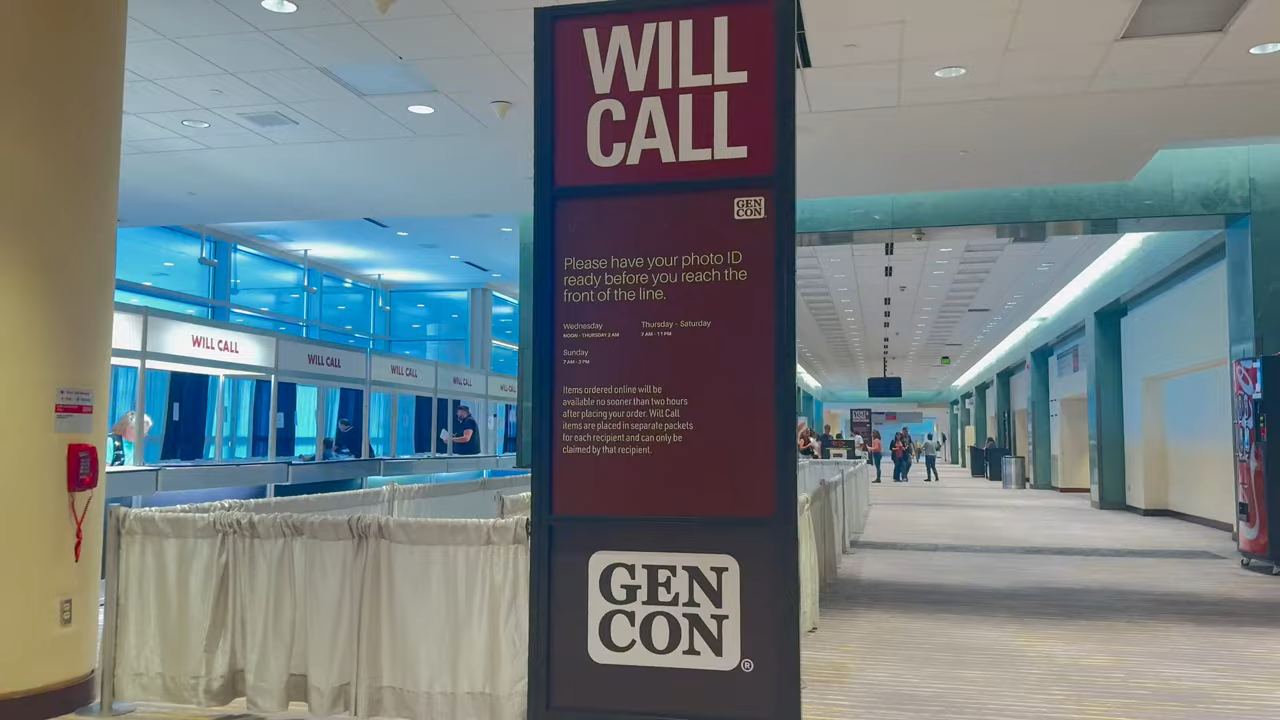 WILL
CALL
GEN
CON
Please have your photo ID
ready before you reach the
front of the line.
Wednesday
NOON - THURSDAY 2 AM
Thursday - Saturday
7 AM - 11 PM
Sunday
7 AM - 3 PM
Items ordered online will be
available no sooner than two hours
after placing your order. Will Call
items are placed in separate packets
for each recipient and can only be
claimed by that recipient.
GEN
CON
®
WILL CALL
WILL CALL
WILL CALL
WILL CALL
WILL CALL